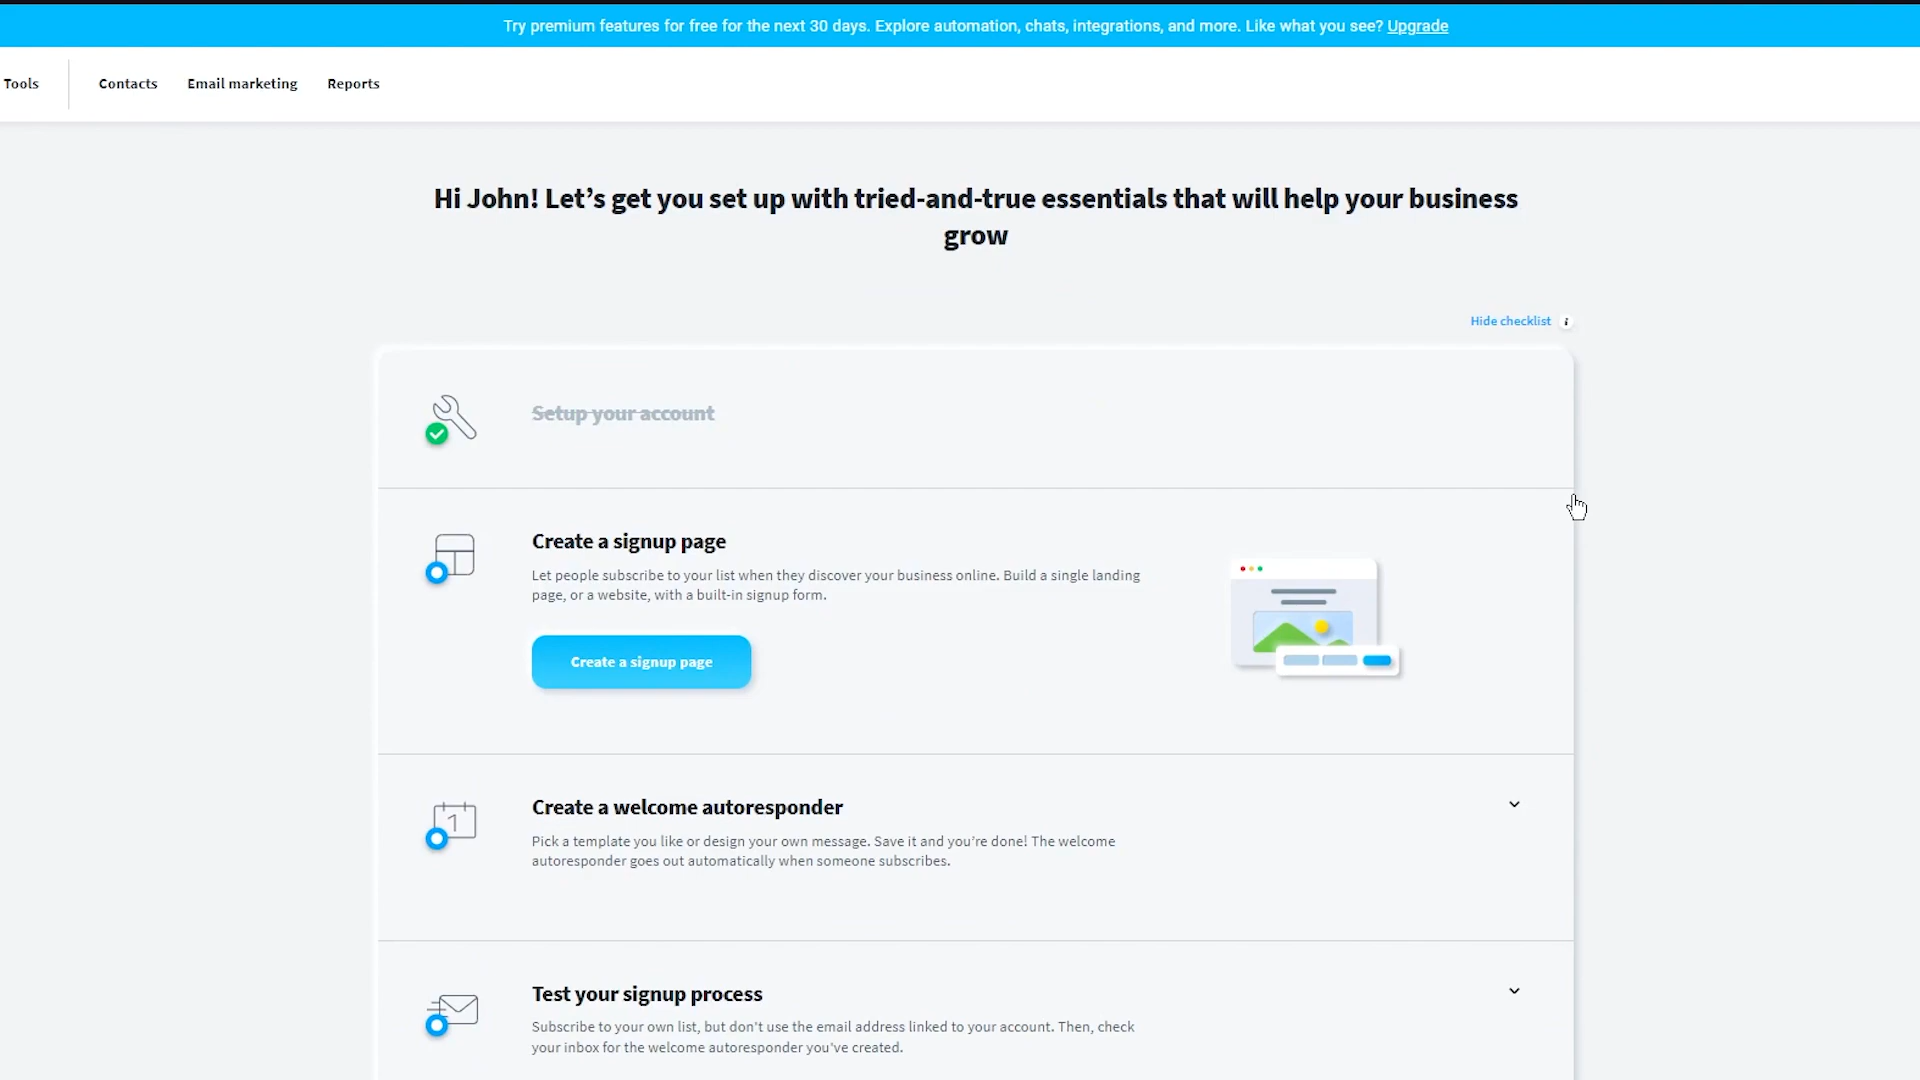 Try premium features for free for the next 30 days. Explore automation, chats, integrations, and more. Like what you see? Upgrade
Tools
Contacts
Email marketing
Reports
Hi John! Let’s get you set up with tried-and-true essentials that will help your business
grow
Hide checklist i
Setup your account
Create a signup page
Let people subscribe to your list when they discover your business online. Build a single landing
page, or a website, with a built-in signup form.
Create a signup page
1
Create a welcome autoresponder
Pick a template you like or design your own message. Save it and you’re done! The welcome
autoresponder goes out automatically when someone subscribes.
Test your signup process
Subscribe to your own list, but don't use the email address linked to your account. Then, check
your inbox for the welcome autoresponder you've created.